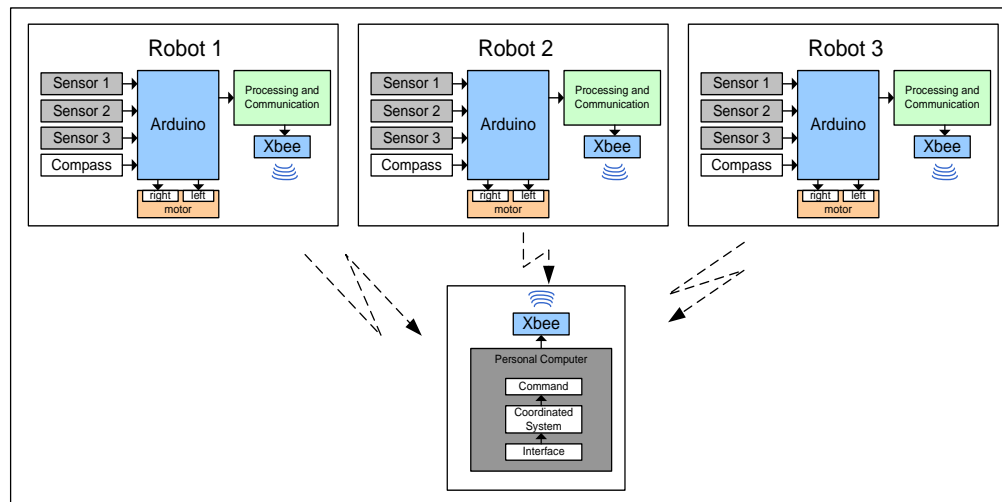 Robot 1
Sensor 1
Sensor 2
Sensor 3
Compass
Arduino
Processing and
Communication
Xbee
right
left
motor
Robot 2
Sensor 1
Sensor 2
Sensor 3
Compass
Arduino
Processing and
Communication
Xbee
right
left
motor
Robot 3
Sensor 1
Sensor 2
Sensor 3
Compass
Arduino
Processing and
Communication
Xbee
right
left
motor
Xbee
Personal Computer
Command
Coordinated
System
Interface